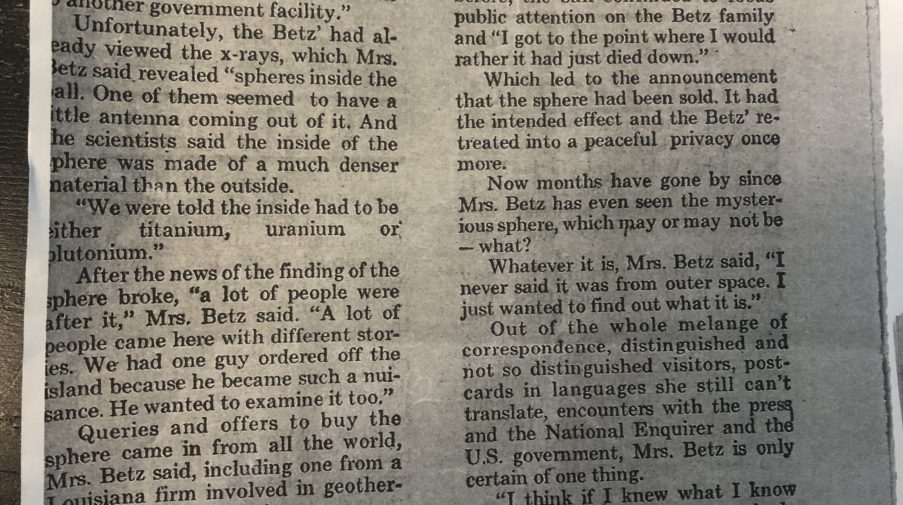 another government facility.”
Unfortunately, the Betz’ had al-
eady viewed the x-rays, which Mrs.
Betz said revealed “spheres inside the
all. One of them seemed to have a
ittle antenna coming out of it. And
he scientists said the inside of the
phere was made of a much denser
naterial than the outside.
“We were told the inside had to be
either titanium, uranium or
plutonium.”
After the news of the finding of the
sphere broke, “a lot of people were
after it,” Mrs. Betz said. “A lot of
people came here with different stor-
ies. We had one guy ordered off the
island because he became such a nui-
sance. He wanted to examine it too.”
Queries and offers to buy the
sphere came in from all the world,
Mrs. Betz said, including one from a
Louisiana firm involved in geother-
public attention on the Betz family
and “I got to the point where I would
rather it had just died down.”
Which led to the announcement
that the sphere had been sold. It had
the intended effect and the Betz’ re-
treated into a peaceful privacy once
more.
Now months have gone by since
Mrs. Betz has even seen the myster-
ious sphere, which may or may not be
— what?
Whatever it is, Mrs. Betz said, “I
never said it was from outer space. I
just wanted to find out what it is.”
Out of the whole melange of
correspondence, distinguished and
not so distinguished visitors, post-
cards in languages she still can’t
translate, encounters with the press
and the National Enquirer and the
U.S. government, Mrs. Betz is only
certain of one thing.
“I think if I knew what I know